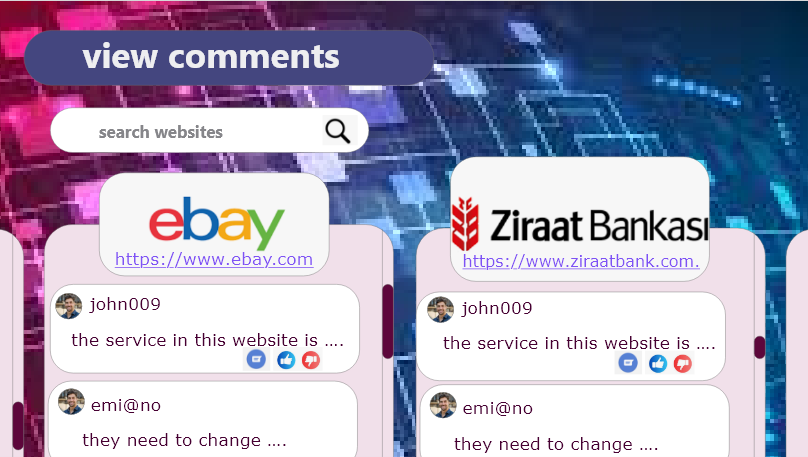 view comments
search websites
ebay
https://www.ebay.com
john009
the service in this website is ....
emi@no
they need to change ....
Ziraat Bankası
https://www.ziraatbank.com.
john009
the service in this website is ....
emi@no
they need to change ....